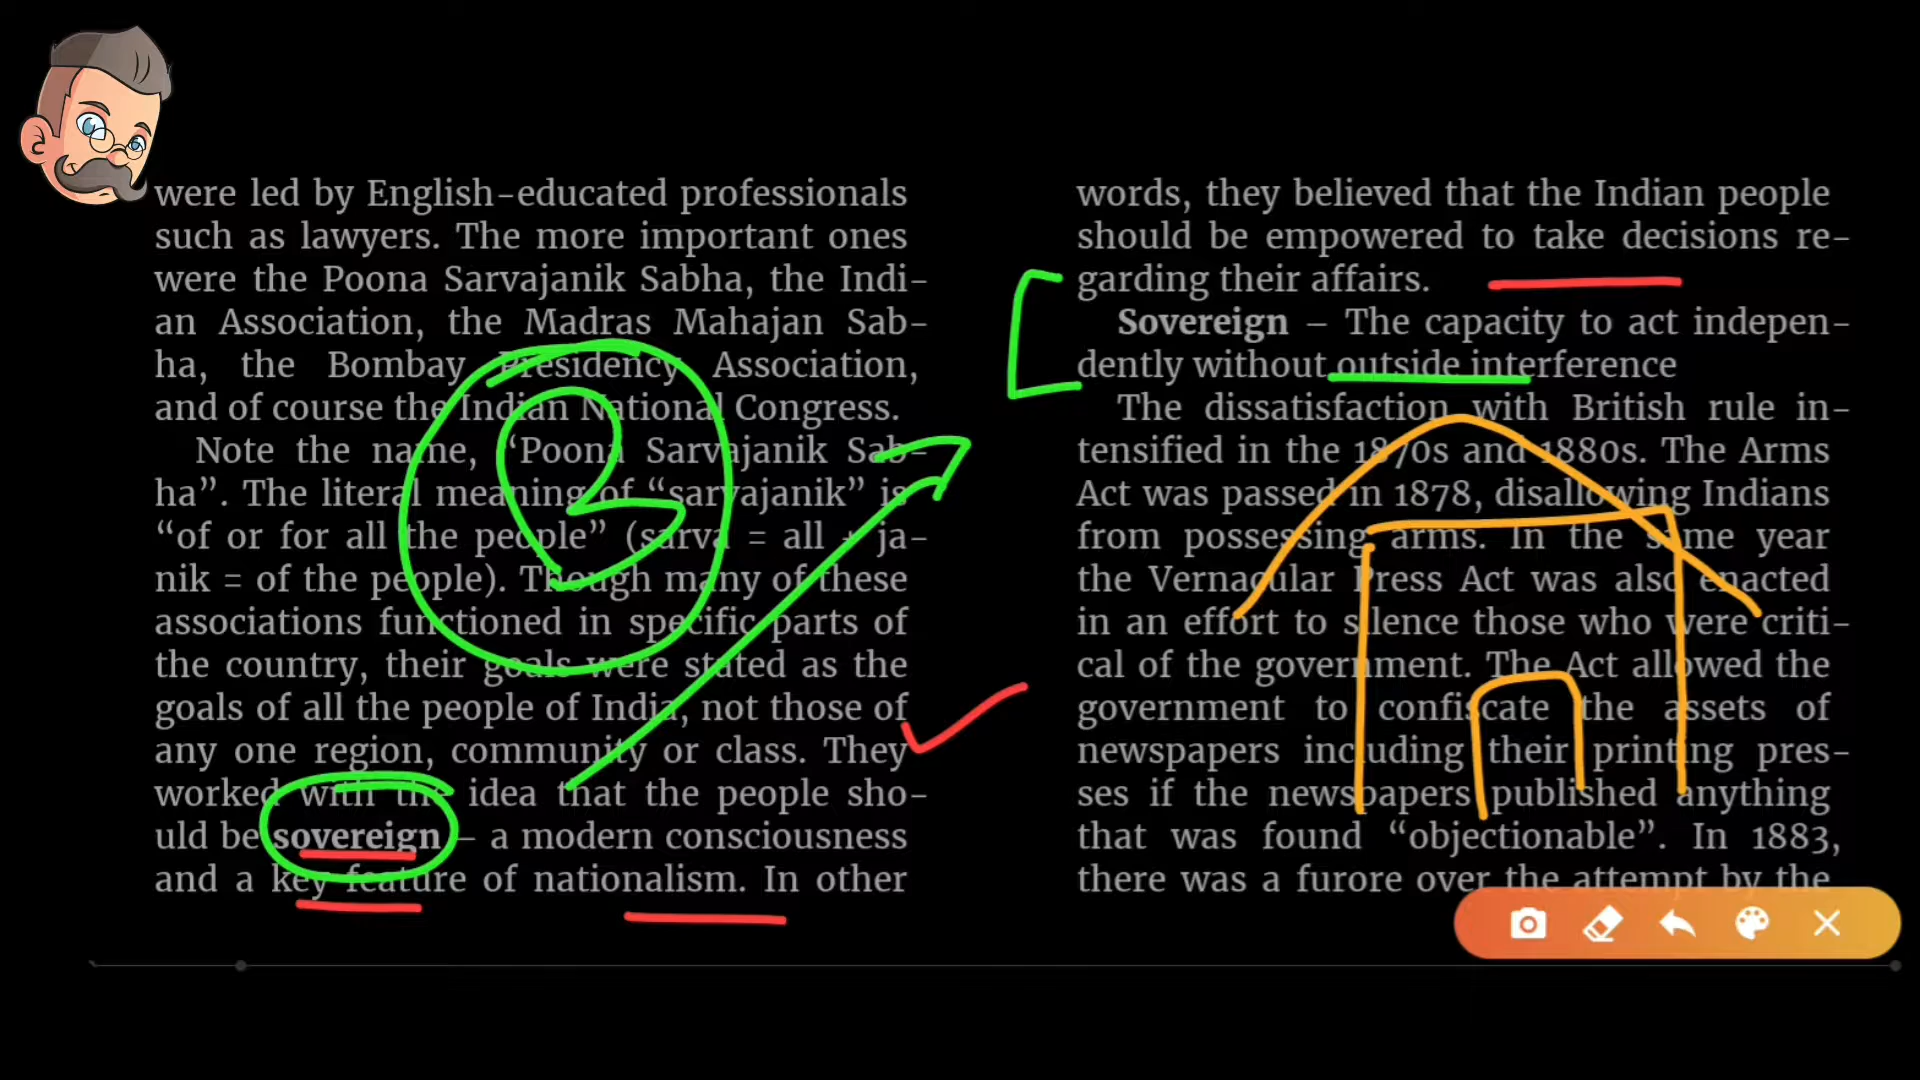 were led by English-educated professionals
such as lawyers. The more important ones
were the Poona Sarvajanik Sabha, the Indi-
an Association, the Madras Mahajan Sab-
ha, the Bombay Presidency Association,
and of course the Indian National Congress.
Note the name, ‘Poona Sarvajanik Sab-
ha”. The literal meaning of “sarvajanik” is
“of or for all the people” (sarva = all + ja-
nik = of the people). Though many of these
associations functioned in specific parts of
the country, their goals were stated as the
goals of all the people of India, not those of
any one region, community or class. They
worked with the idea that the people sho-
uld be sovereign – a modern consciousness
and a key feature of nationalism. In other
words, they believed that the Indian people
should be empowered to take decisions re-
garding their affairs.
Sovereign – The capacity to act indepen-
dently without outside interference
The dissatisfaction with British rule in-
tensified in the 1870s and 1880s. The Arms
Act was passed in 1878, disallowing Indians
from possessing arms. In the same year
the Vernacular Press Act was also enacted
in an effort to silence those who were criti-
cal of the government. The Act allowed the
government to confiscate the assets of
newspapers including their printing pres-
ses if the newspapers published anything
that was found “objectionable”. In 1883,
there was a furore over the attempt by the